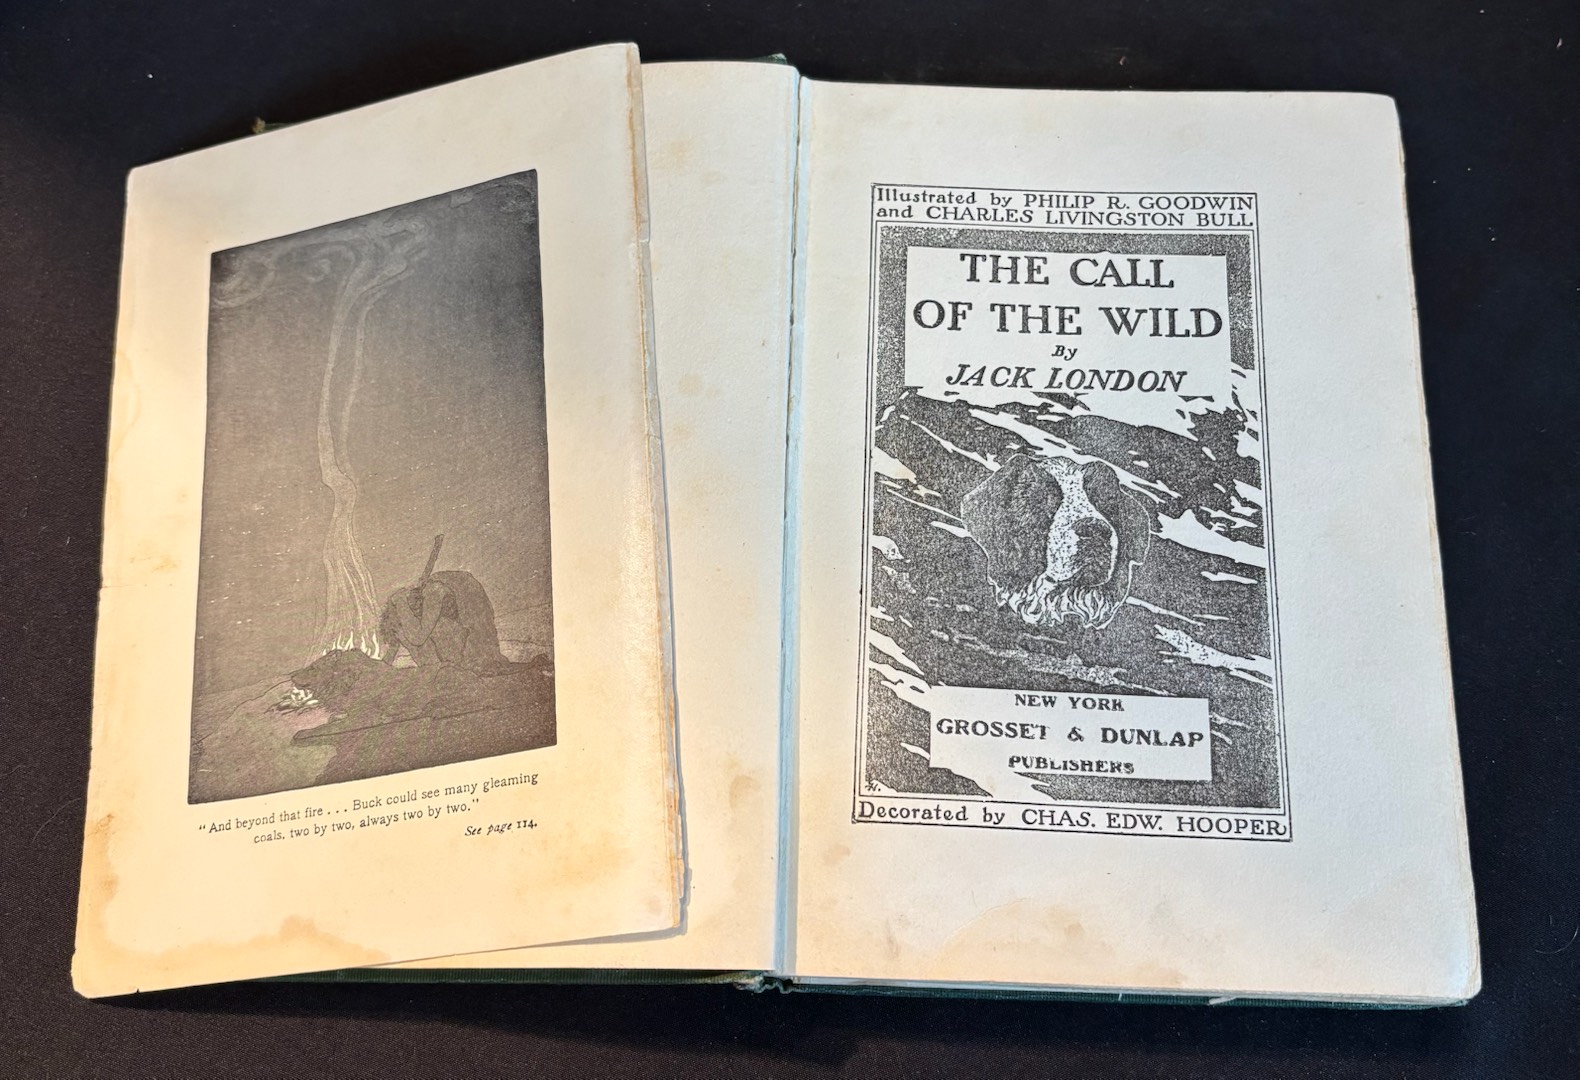 "And beyond that fire . . . Buck could see many gleaming
coals, two by two, always two by two."
See page 114.
Illustrated by PHILIP R. GOODWIN
and CHARLES LIVINGSTON BULL
THE CALL
OF THE WILD
By
JACK LONDON
NEW YORK
GROSSET & DUNLAP
PUBLISHERS
Decorated by CHAS. EDW. HOOPER